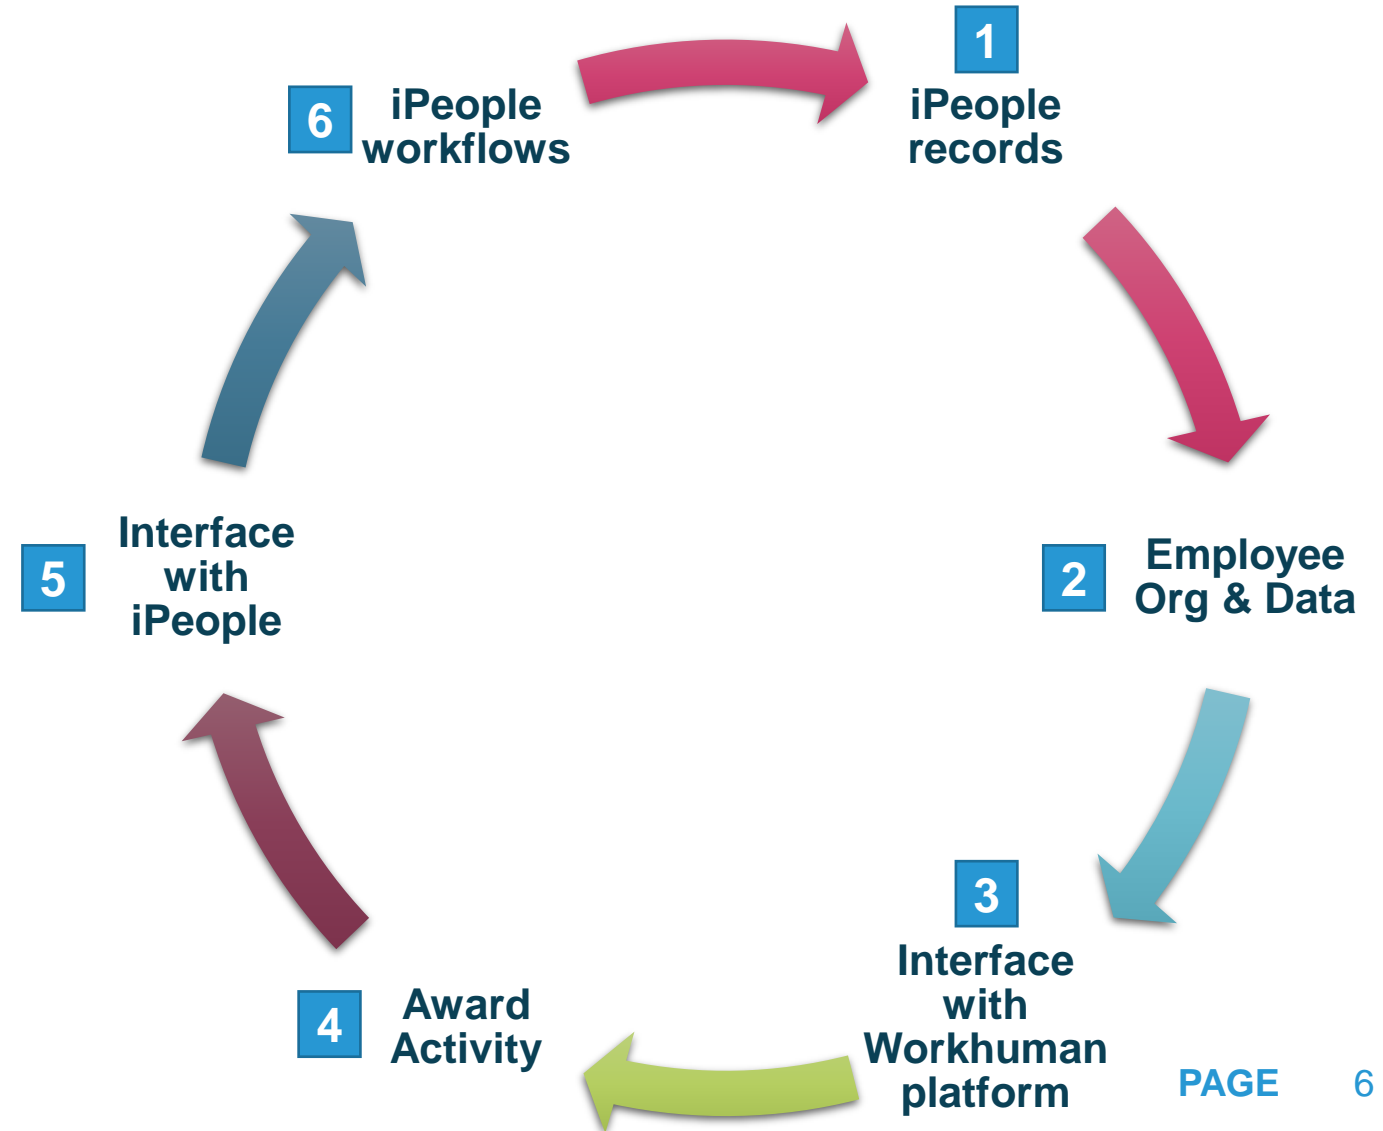 1
iPeople
records
2
Employee
Org & Data
3
Interface
with
Workhuman
platform
4
Award
Activity
5
Interface
with
iPeople
6
iPeople
workflows
PAGE 6